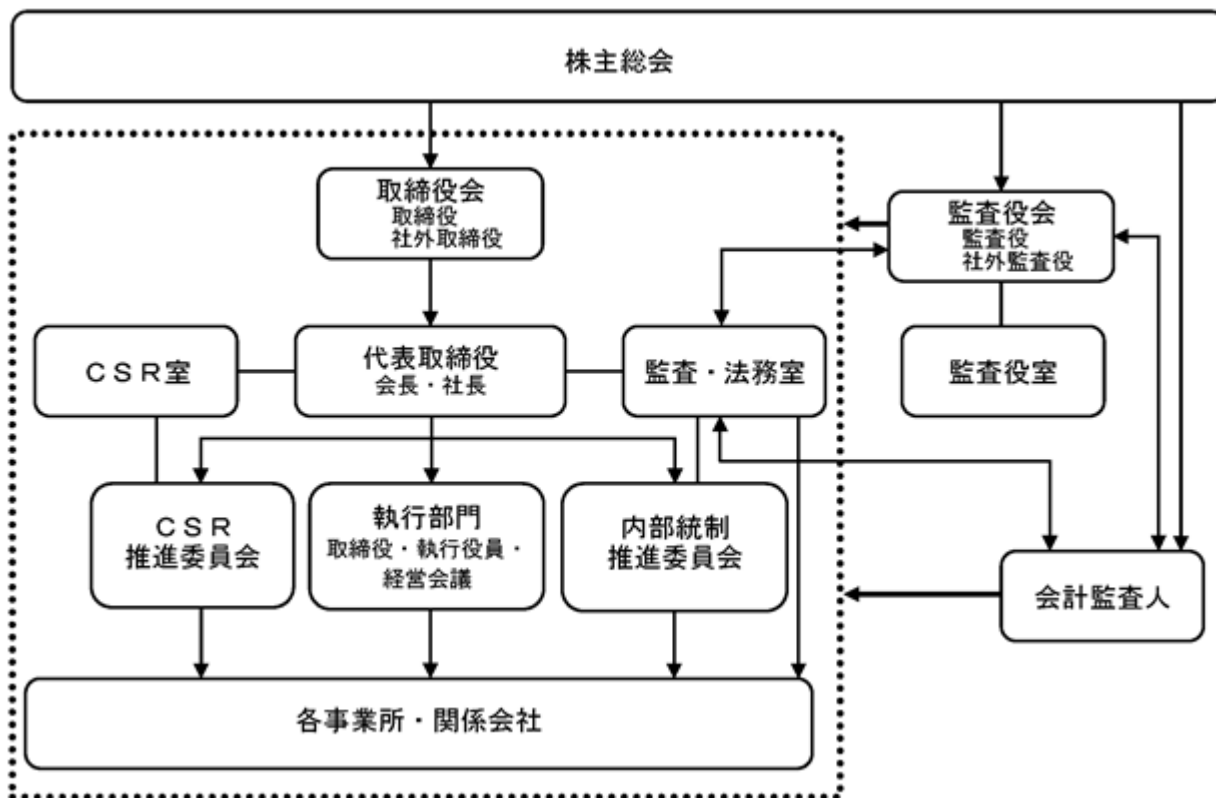 株主総会
取締役会
取締役
社外取締役
監査役会
監査役
社外監査役
ＣＳＲ室
代表取締役
会長・社長
監査・法務室
監査役室
ＣＳＲ
推進委員会
執行部門
取締役・執行役員・
経営会議
内部統制
推進委員会
会計監査人
各事業所・関係会社